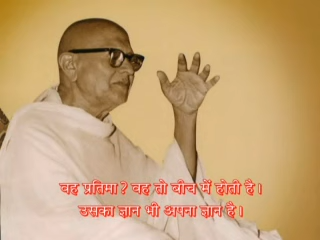 वह प्रतिमा? वह तो बीच में होती है।
उसका ज्ञान भी अपना ज्ञान है।